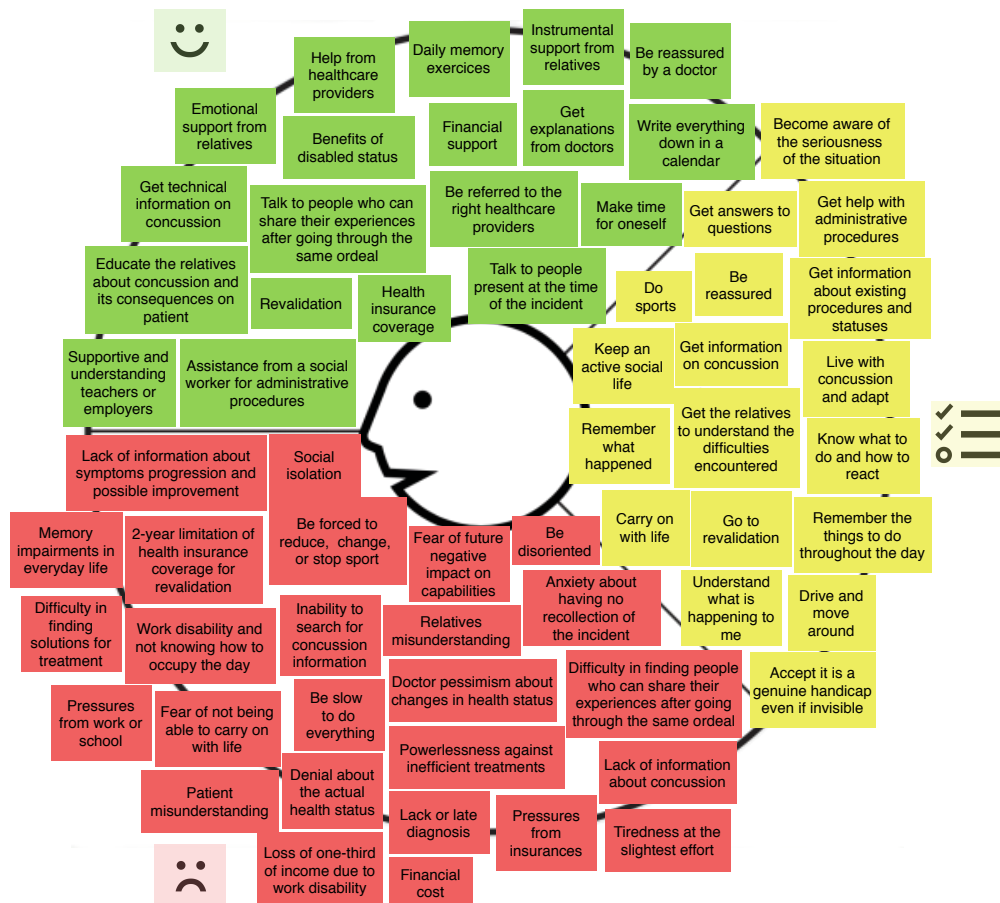 Help from
healthcare
providers
Daily memory
exercices
Instrumental
support from
relatives
Be reassured
by a doctor
Emotional
support from
relatives
Benefits of
disabled status
Financial
support
Get
explanations
from doctors
Write everything
down in a
calendar
Get technical
information on
concussion
Talk to people who can
share their experiences
after going through the
same ordeal
Be referred to the
right healthcare
providers
Make time
for oneself
Educate the relatives
about concussion and
its consequences on
patient
Revalidation
Health
insurance
coverage
Talk to people
present at the time
of the incident
Supportive and
understanding
teachers or
employers
Assistance from a social
worker for administrative
procedures
Become aware of
the seriousness
of the situation
Get answers to
questions
Get help with
administrative
procedures
Do
sports
Be
reassured
Get information
about existing
procedures and
statuses
Keep an
active social
life
Get information
on concussion
Live with
concussion
and adapt
Remember
what
happened
Get the relatives
to understand the
difficulties
encountered
Know what to
do and how to
react
Carry on
with life
Go to
revalidation
Remember the
things to do
throughout the day
Understand
what is
happening to
me
Drive and
move
around
Accept it is a
genuine handicap
even if invisible
Lack of information about
symptoms progression and
possible improvement
Social
isolation
Memory
impairments in
everyday life
2-year limitation of
health insurance
coverage for
revalidation
Be forced to
reduce, change,
or stop sport
Fear of future
negative
impact on
capabilities
Be
disoriented
Difficulty in
finding
solutions for
treatment
Work disability and
not knowing how to
occupy the day
Inability to
search for
concussion
information
Relatives
misunderstanding
Anxiety about
having no
recollection of
the incident
Pressures
from work or
school
Fear of not being
able to carry on
with life
Be slow
to do
everything
Doctor pessimism about
changes in health status
Difficulty in finding people
who can share their
experiences after going
through the same ordeal
Patient
misunderstanding
Denial about
the actual
health status
Powerlessness against
inefficient treatments
Lack of information
about concussion
Loss of one-third
of income due to
work disability
Lack or late
diagnosis
Pressures
from
insurances
Tiredness at the
slightest effort
Financial
cost